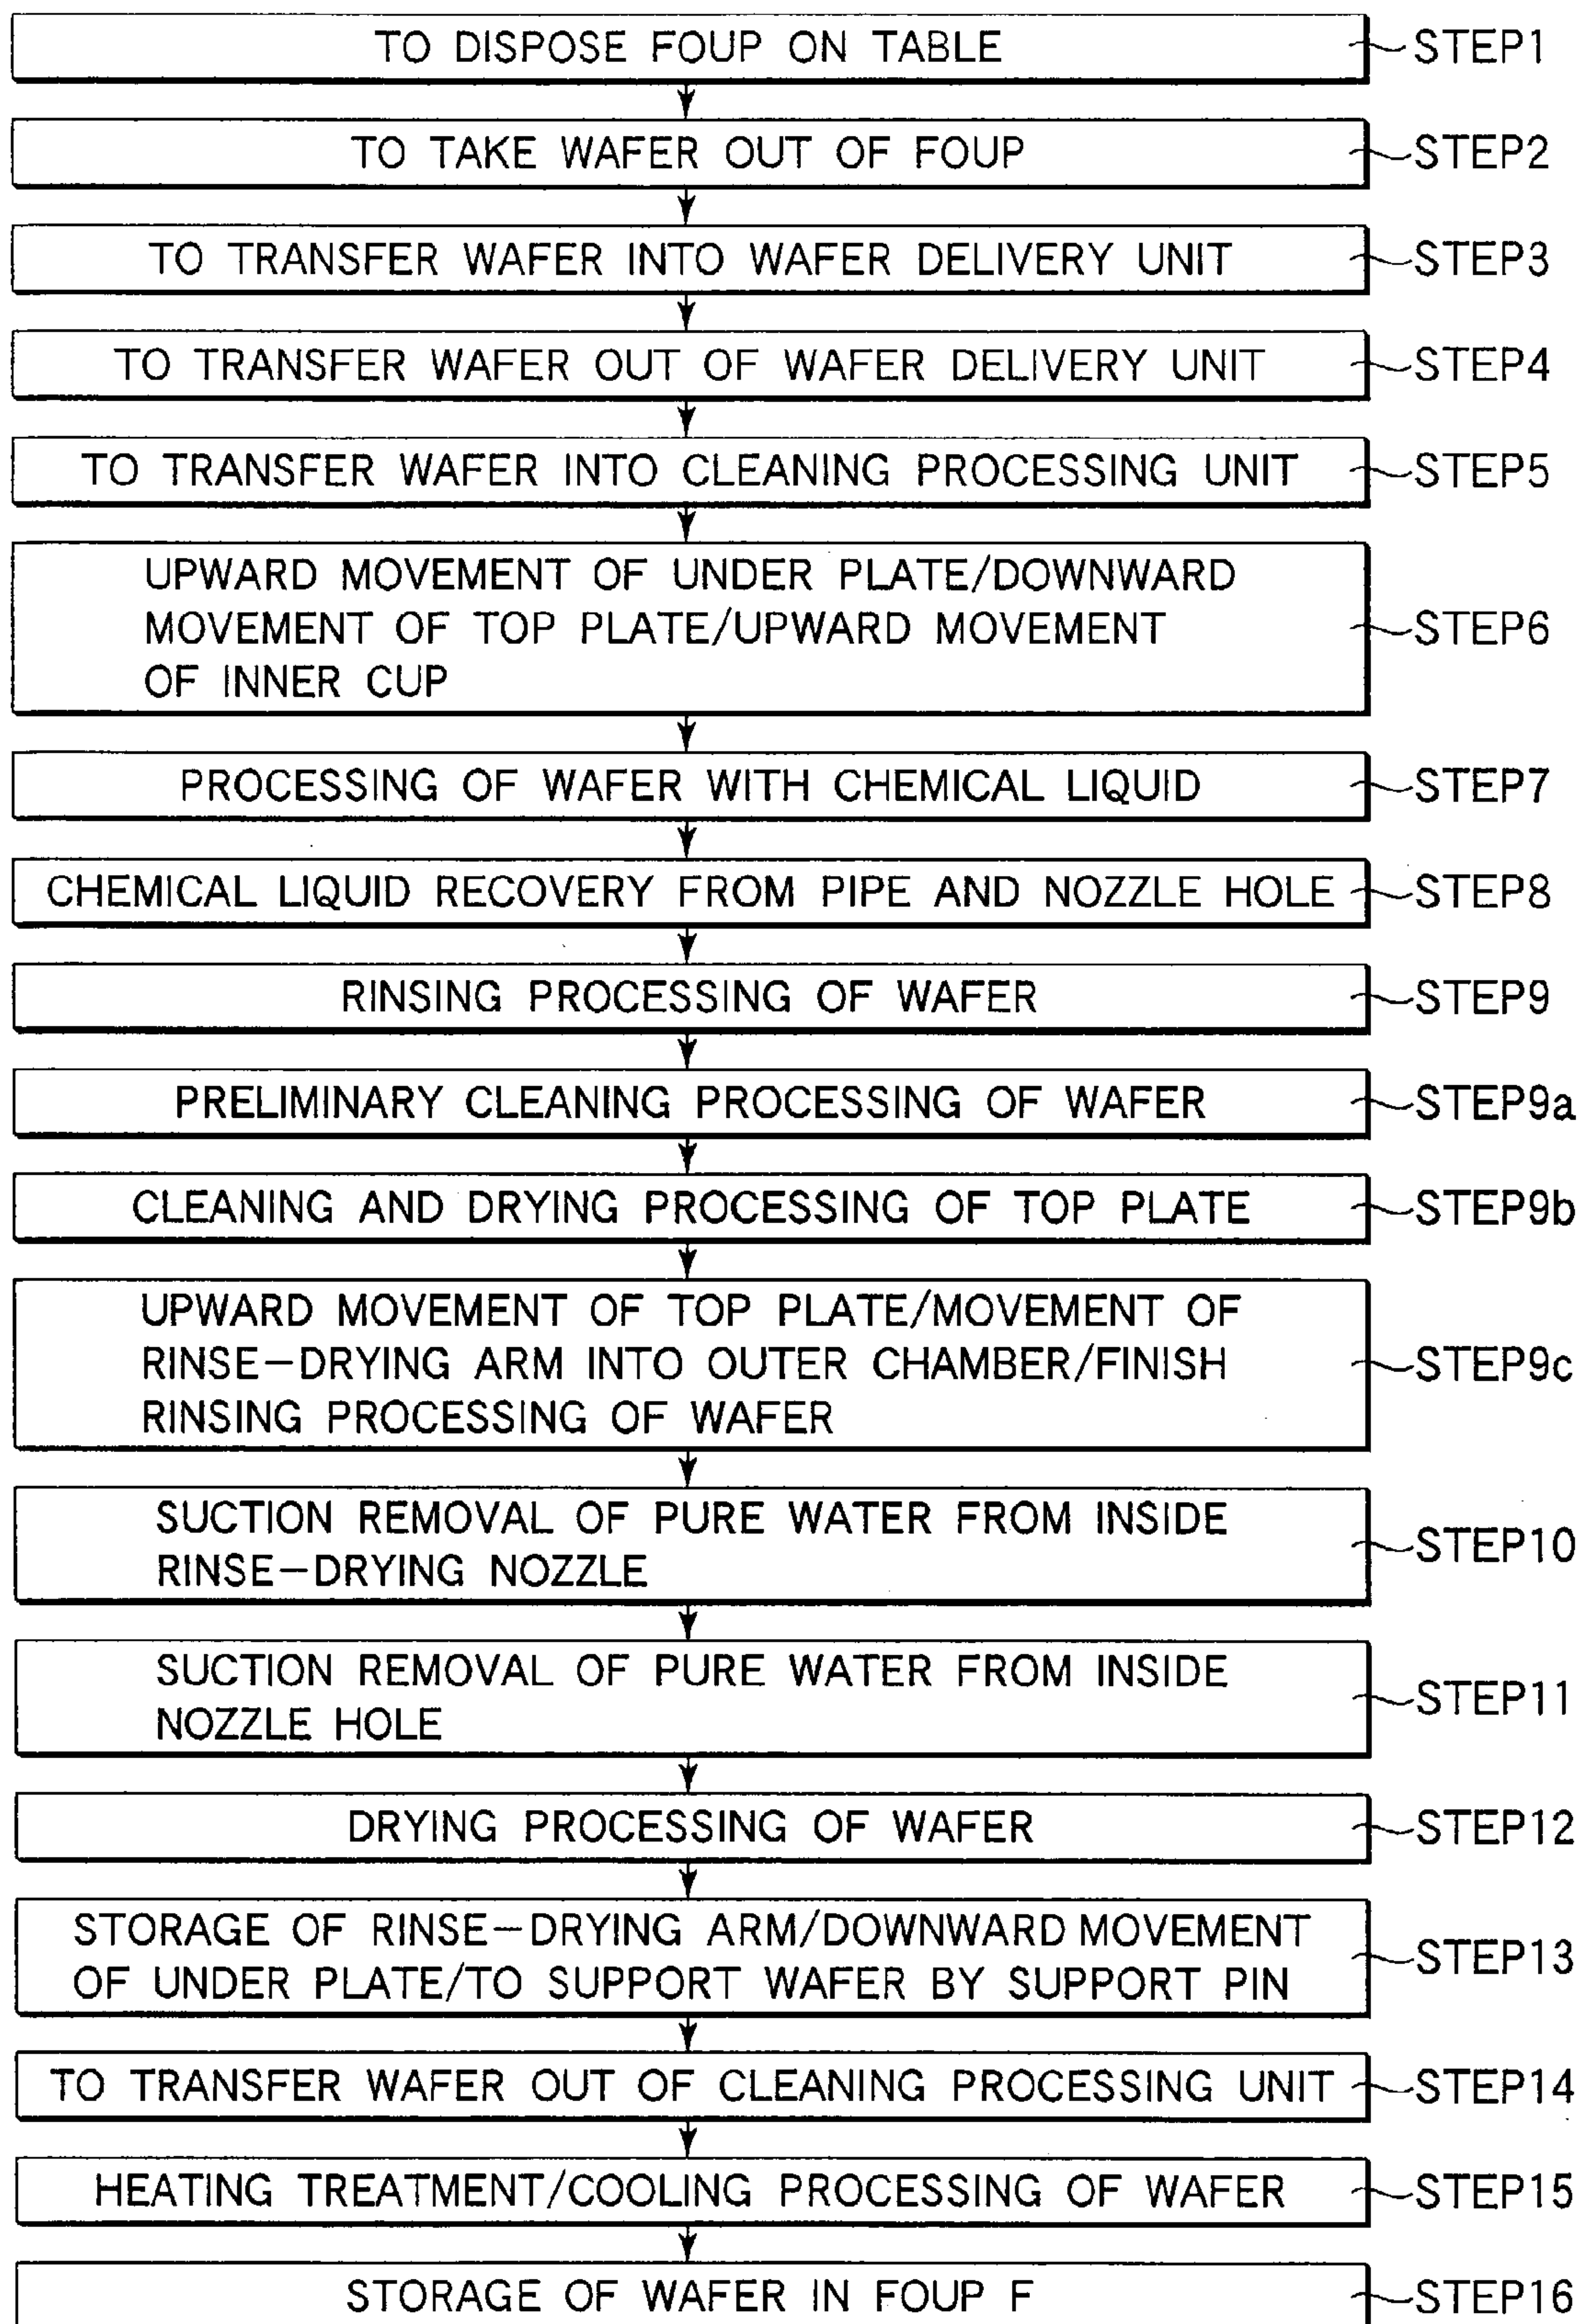 TO DISPOSE FOUP ON TABLE STEP1
TO TAKE WAFER OUT OF FOUP STEP2
TO TRANSFER WAFER INTO WAFER DELIVERY UNIT STEP3
TO TRANSFER WAFER OUT OF WAFER DELIVERY UNIT STEP4
TO TRANSFER WAFER INTO CLEANING PROCESSING UNIT STEP5
UPWARD MOVEMENT OF UNDER PLATE/DOWNWARD
MOVEMENT OF TOP PLATE/UPWARD MOVEMENT STEP6
OF INNER CUP
PROCESSING OF WAFER WITH CHEMICAL LIQUID STEP7
CHEMICAL LIQUID RECOVERY FROM PIPE AND NOZZLE HOLE STEP8
RINSING PROCESSING OF WAFER STEP9
PRELIMINARY CLEANING PROCESSING OF WAFER STEP9a
CLEANING AND DRYING PROCESSING OF TOP PLATE STEP9b
UPWARD MOVEMENT OF TOP PLATE/MOVEMENT OF
RINSE-DRYING ARM INTO OUTER CHAMBER/FINISH STEP9c
RINSING PROCESSING OF WAFER
SUCTION REMOVAL OF PURE WATER FROM INSIDE
RINSE-DRYING NOZZLE
STEP10
SUCTION REMOVAL OF PURE WATER FROM INSIDE
NOZZLE HOLE
STEP11
DRYING PROCESSING OF WAFER STEP12
STORAGE OF RINSE-DRYING ARM/DOWNWARD MOVEMENT
OF UNDER PLATE/TO SUPPORT WAFER BY SUPPORT PIN
STEP13
TO TRANSFER WAFER OUT OF CLEANING PROCESSING UNIT STEP14
HEATING TREATMENT/COOLING PROCESSING OF WAFER STEP15
STORAGE OF WAFER IN FOUP F STEP16